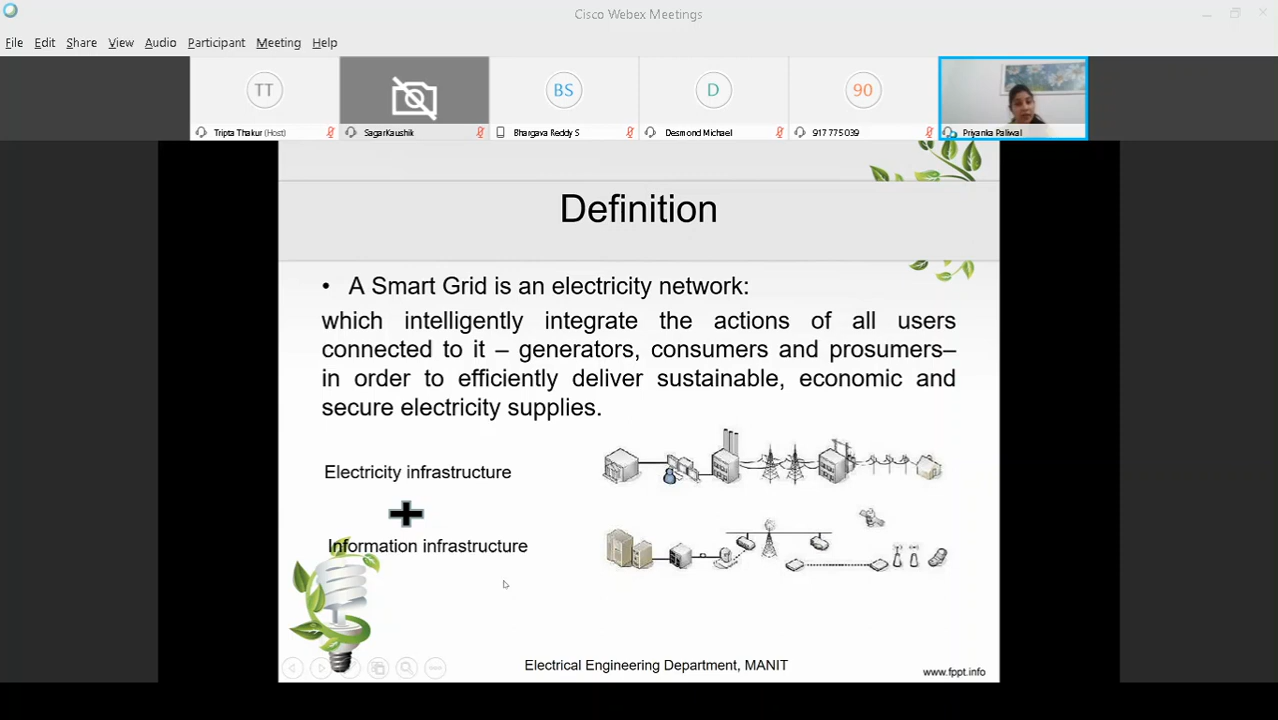 Cisco Webex Meetings
File Edit Share View Audio Participant Meeting Help
TT
BS
D
90
Tripta Thakur (Host)
SagarKaushik
Bhargava Reddy S
Desmond Michael
917 775 039
Priyanka Paliwal
Definition
• A Smart Grid is an electricity network:
which intelligently integrate the actions of all users
connected to it – generators, consumers and prosumers–
in order to efficiently deliver sustainable, economic and
secure electricity supplies.
Electricity infrastructure
Information infrastructure
Electrical Engineering Department, MANIT
www.fppt.info